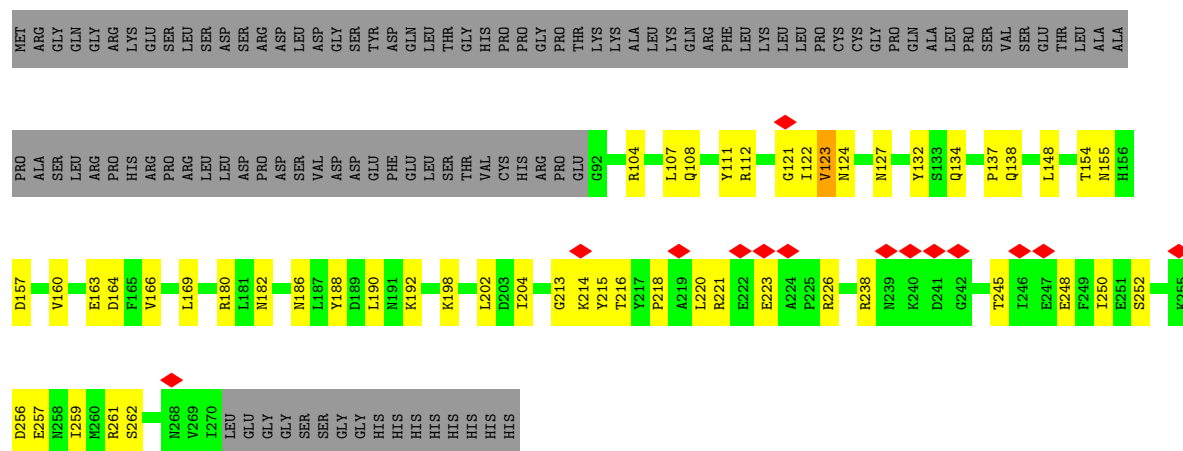 MET ARG GLY GLN GLY ARG LYS GLU SER LEU SER ASP SER ARG ASP LEU ASP GLY SER TYR ASP GLN LEU THR GLY HIS PRO PRO GLY PRO THR LYS LYS ALA LEU LYS GLN ARG PHE LEU LYS LEU LEU PRO CYS CYS GLY PRO GLN ALA LEU PRO SER VAL SER GLU THR LEU ALA ALA
PRO ALA SER LEU ARG PRO HIS ARG PRO ARG LEU LEU ASP PRO ASP SER VAL ASP ASP GLU PHE GLU LEU SER THR VAL CYS HIS ARG PRO GLU G92 R104 L107 Q108 Y111 R112 G121 I122 V123 N124 N127 Y132 S133 Q134 P137 Q138 L148 T154 N155 H156
D157 V160 E163 D164 F165 V166 L169 R180 L181 N182 N186 L187 Y188 D189 L190 N191 K192 K198 L202 D203 I204 G213 K214 Y215 T216 Y217 P218 A219 L220 R221 E222 E223 A224 P225 R226 R238 N239 K240 D241 G242 T245 I246 E247 E248 F249 I250 E251 S252 K255
D256 E257 N258 I259 M260 R261 S262 N268 V269 I270 LEU GLU GLY GLY SER SER GLY GLY HIS HIS HIS HIS HIS HIS HIS HIS